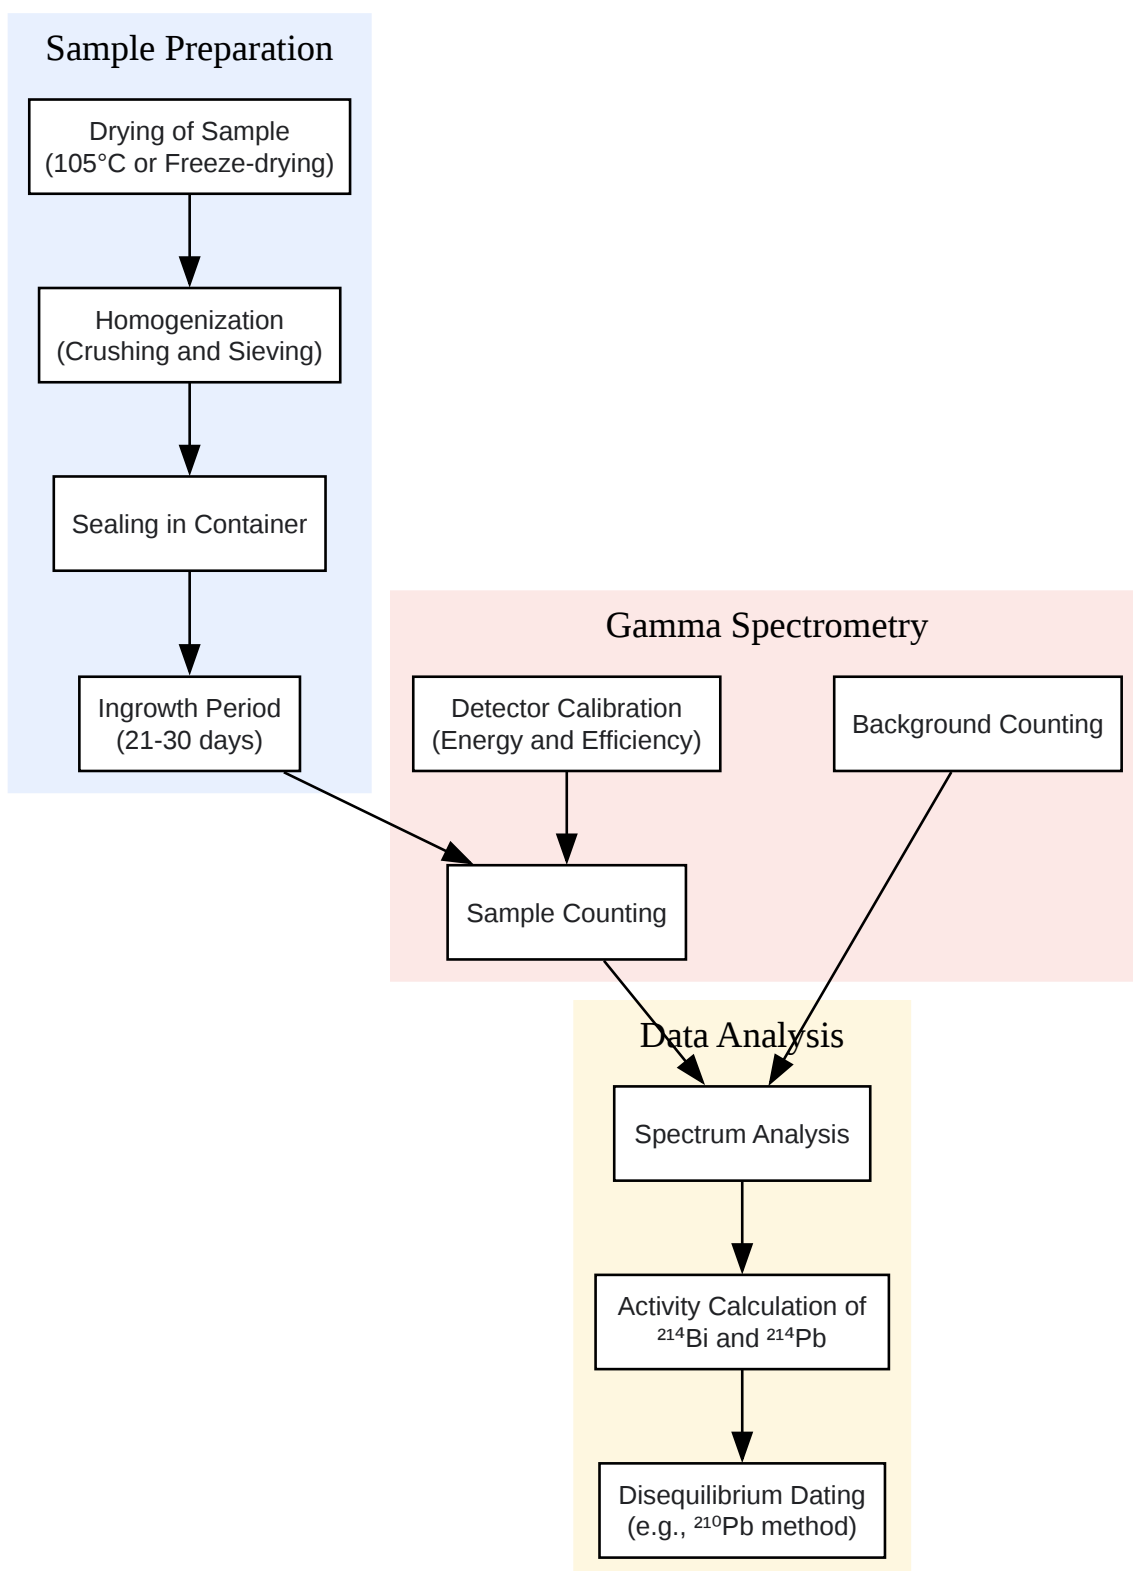 Sample Preparation
Drying of Sample
(105°C or Freeze-drying)
Homogenization
(Crushing and Sieving)
Sealing in Container
Ingrowth Period
(21-30 days)
Gamma Spectrometry
Detector Calibration
(Energy and Efficiency)
Background Counting
Sample Counting
Data Analysis
Spectrum Analysis
Activity Calculation of
²¹⁴Bi and ²¹⁴Pb
Disequilibrium Dating
(e.g., ²¹⁰Pb method)